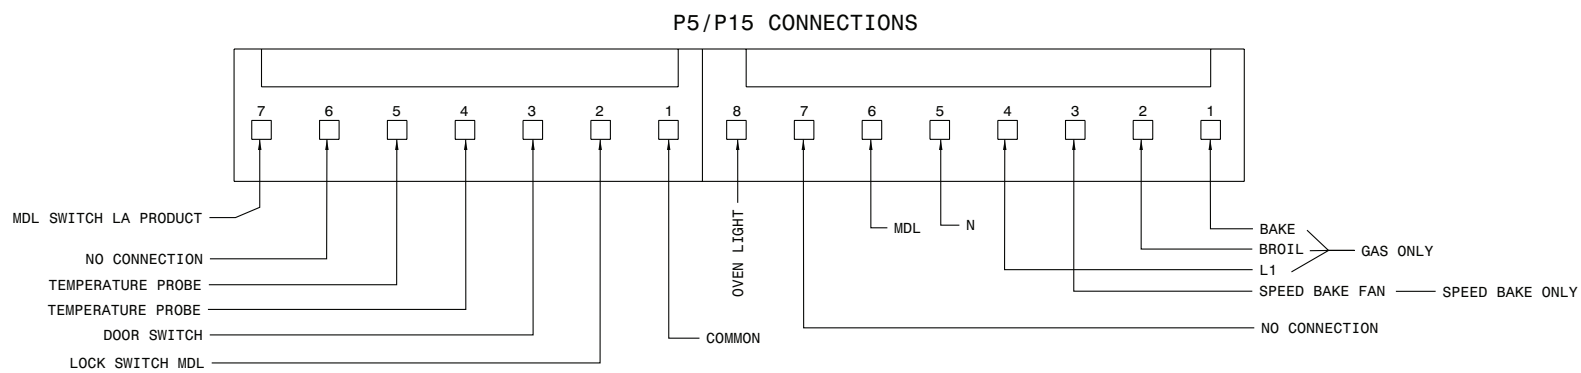 P5/P15 CONNECTIONS
7 6 5 4 3 2 1 8 7 6 5 4 3 2 1
MDL SWITCH LA PRODUCT
NO CONNECTION
TEMPERATURE PROBE
TEMPERATURE PROBE
DOOR SWITCH
LOCK SWITCH MDL
COMMON
OVEN LIGHT
MDL
N
BAKE
BROIL
L1
GAS ONLY
SPEED BAKE FAN
SPEED BAKE ONLY
NO CONNECTION